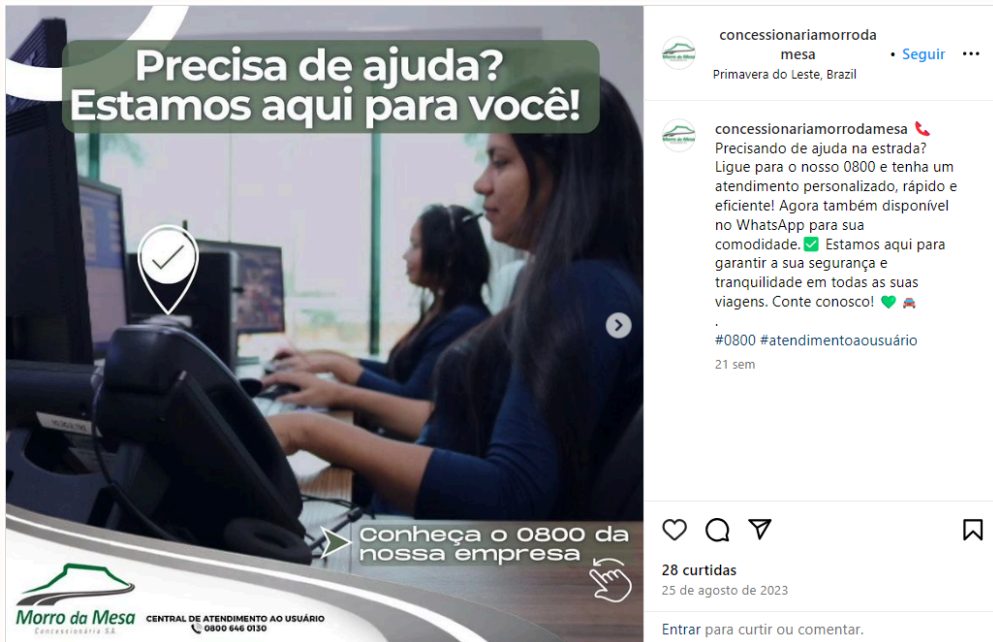 Precisa de ajuda?
Estamos aqui para você!
Conheça o 0800 da
nossa empresa
Morro da Mesa
Concessionária S.A.
CENTRAL DE ATENDIMENTO AO USUÁRIO
0800 646 0130
concessionariamorroda
mesa
• Seguir
Primavera do Leste, Brazil
concessionariamorrodamesa 📞
Precisando de ajuda na estrada?
Ligue para o nosso 0800 e tenha um
atendimento personalizado, rápido e
eficiente! Agora também disponível
no WhatsApp para sua
comodidade.✅ Estamos aqui para
garantir a sua segurança e
tranquilidade em todas as suas
viagens. Conte conosco! 💚 🚘
.
#0800 #atendimentoaousuário
21 sem
28 curtidas
25 de agosto de 2023
Entrar para curtir ou comentar.